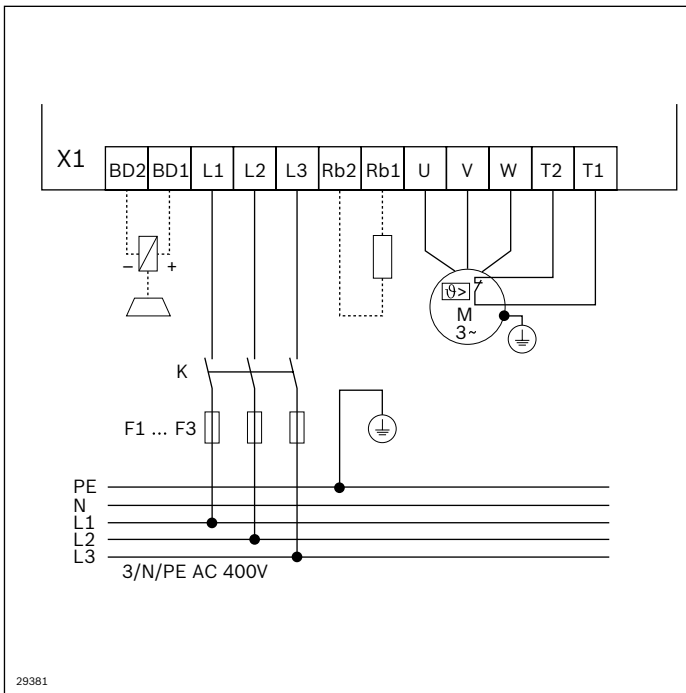 X1
BD2 BD1 L1 L2 L3 Rb2 Rb1 U V W T2 T1
– +
ϑ>
M
3~
K
F1 ... F3
PE
N
L1
L2
L3
3/N/PE AC 400V
29381